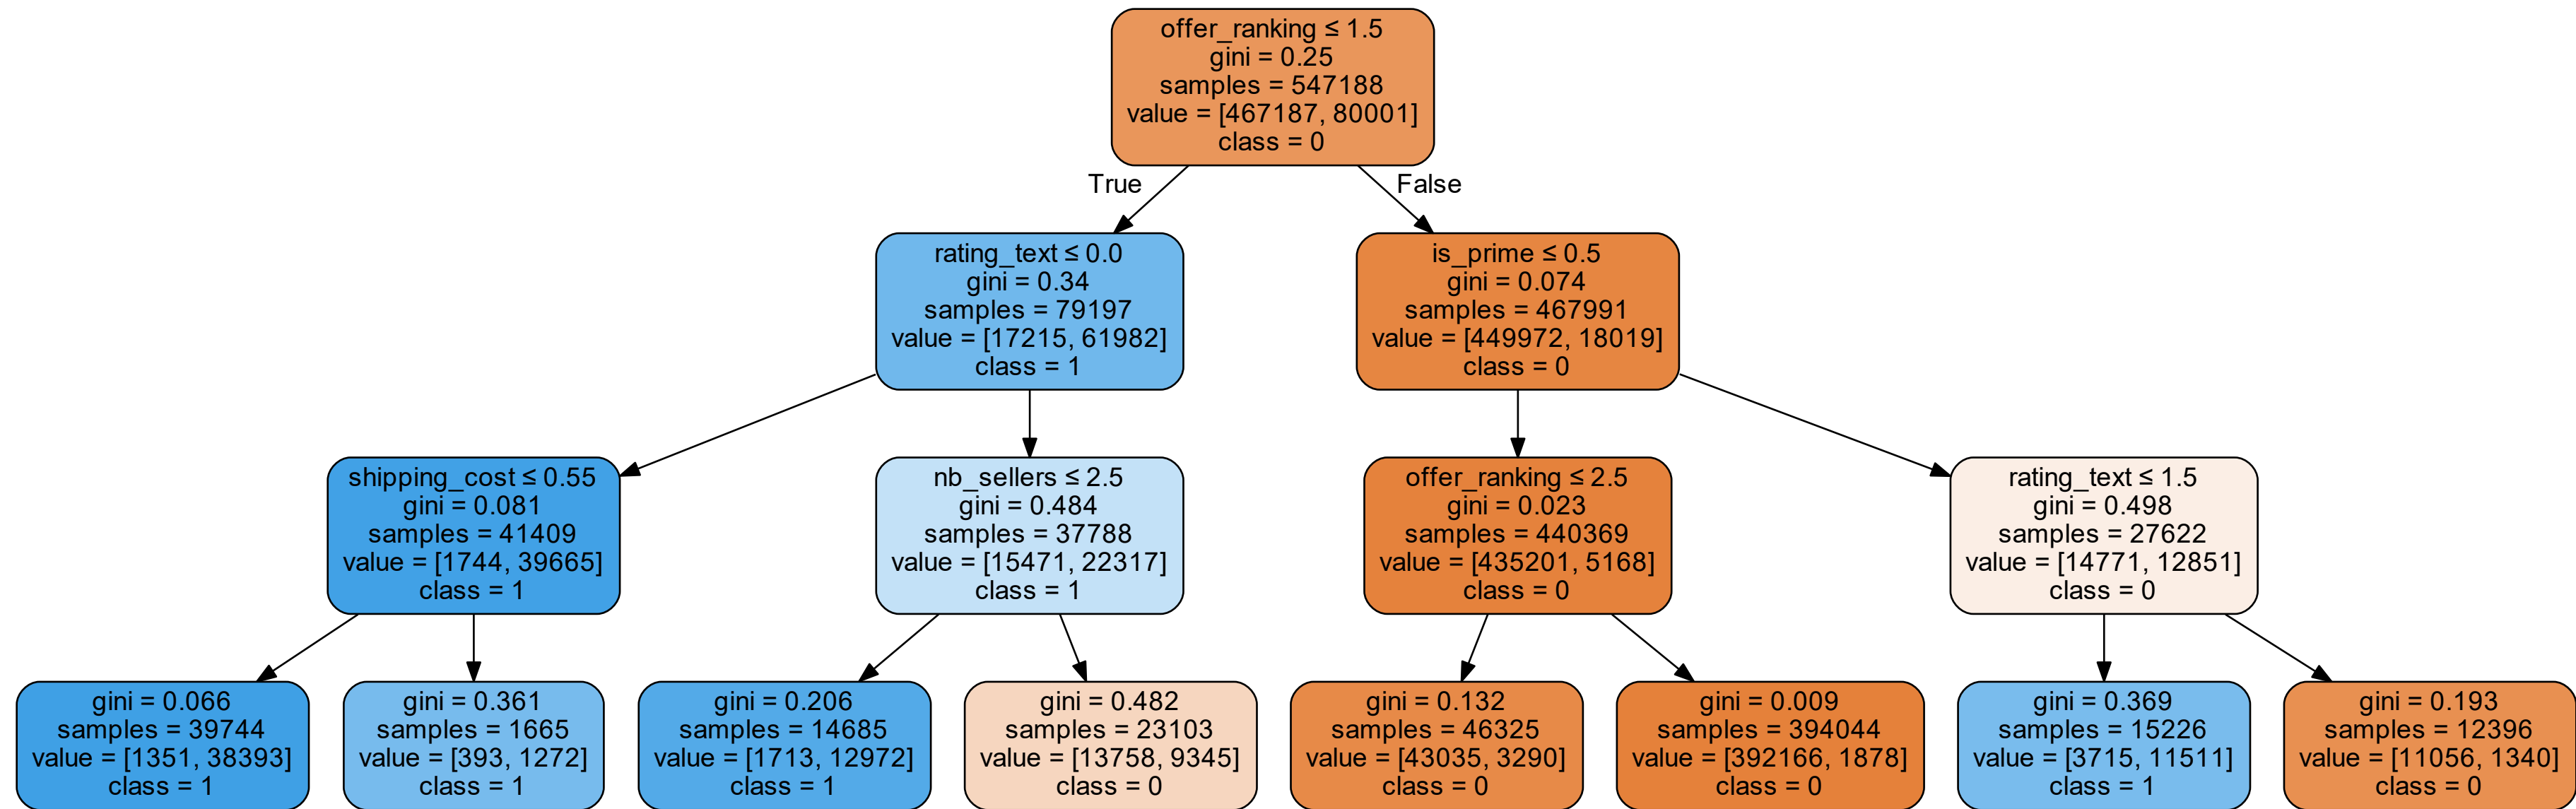 offer_ranking ≤ 1.5
gini = 0.25
samples = 547188
value = [467187, 80001]
class = 0
True
False
rating_text ≤ 0.0
gini = 0.34
samples = 79197
value = [17215, 61982]
class = 1
is_prime ≤ 0.5
gini = 0.074
samples = 467991
value = [449972, 18019]
class = 0
shipping_cost ≤ 0.55
gini = 0.081
samples = 41409
value = [1744, 39665]
class = 1
nb_sellers ≤ 2.5
gini = 0.484
samples = 37788
value = [15471, 22317]
class = 1
offer_ranking ≤ 2.5
gini = 0.023
samples = 440369
value = [435201, 5168]
class = 0
rating_text ≤ 1.5
gini = 0.498
samples = 27622
value = [14771, 12851]
class = 0
gini = 0.066
samples = 39744
value = [1351, 38393]
class = 1
gini = 0.361
samples = 1665
value = [393, 1272]
class = 1
gini = 0.206
samples = 14685
value = [1713, 12972]
class = 1
gini = 0.482
samples = 23103
value = [13758, 9345]
class = 0
gini = 0.132
samples = 46325
value = [43035, 3290]
class = 0
gini = 0.009
samples = 394044
value = [392166, 1878]
class = 0
gini = 0.369
samples = 15226
value = [3715, 11511]
class = 1
gini = 0.193
samples = 12396
value = [11056, 1340]
class = 0